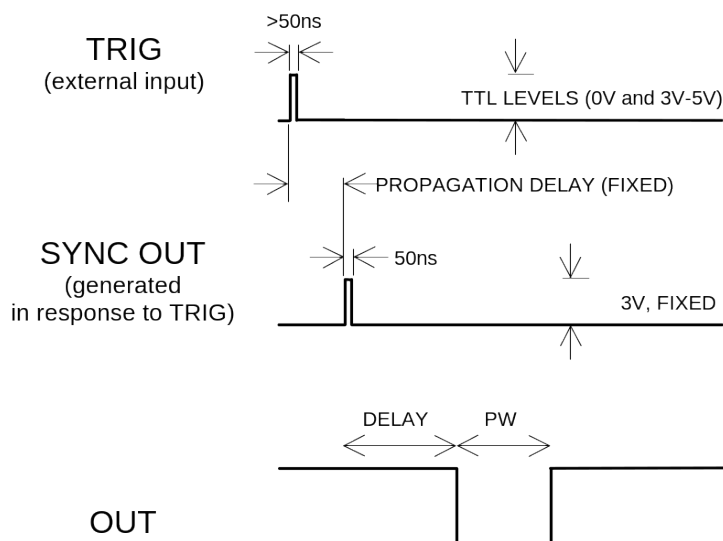 >50ns
TRIG
(external input)
TTL LEVELS (0V and 3V-5V)
PROPAGATION DELAY (FIXED)
SYNC OUT
50ns
(generated
in response to TRIG)
3V, FIXED
DELAY
PW
OUT